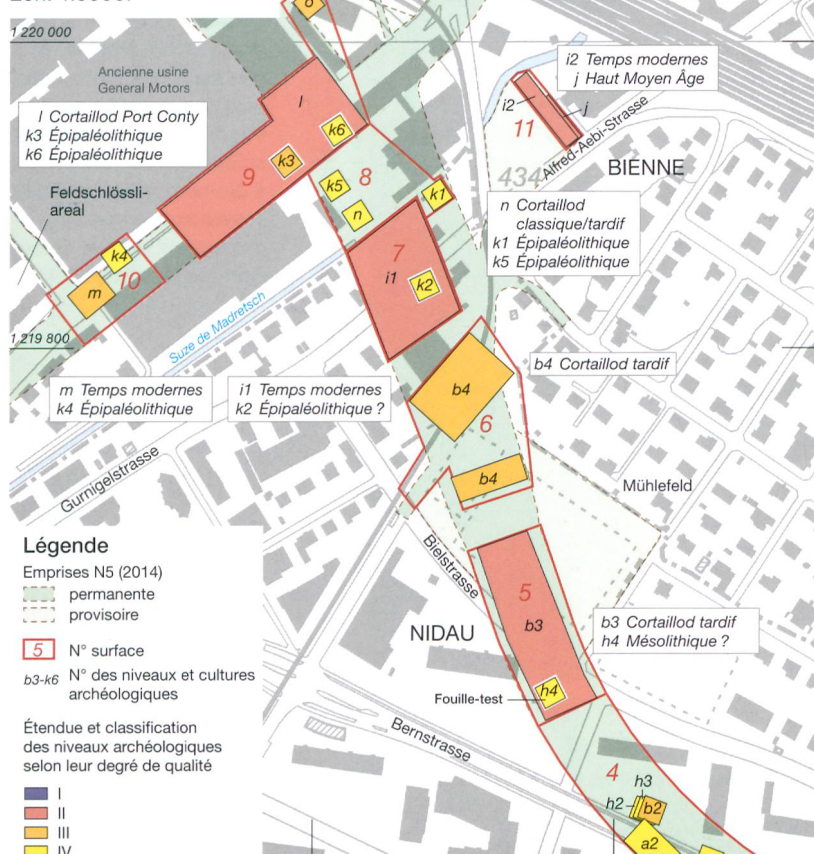 1 220 000
Ancienne usine
General Motors
l Cortaillod Port Conty
k3 Épipaléolithique
k6 Épipaléolithique
i2 Temps modernes
j Haut Moyen Âge
l
k6
k3
9
8
k5
n
k1
i2
j
11
434
Alfred-Aebi-Strasse
BIENNE
Feldschlössli-
areal
n Cortaillod
classique/tardif
k1 Épipaléolithique
k5 Épipaléolithique
k4
10
m
7
i1
k2
Suze de Madretsch
1 219 800
m Temps modernes
k4 Épipaléolithique
i1 Temps modernes
k2 Épipaléolithique ?
b4 Cortaillod tardif
b4
6
b4
Gurnigelstrasse
Mühlefeld
Bielstrasse
Légende
Emprises N5 (2014)
permanente
provisoire
5 N° surface
b3-k6 N° des niveaux et cultures
archéologiques
Étendue et classification
des niveaux archéologiques
selon leur degré de qualité
I
II
III
IV
5
b3
NIDAU
b3 Cortaillod tardif
h4 Mésolithique ?
h4
Fouille-test
Bernstrasse
4
h3
h2
b2
a2